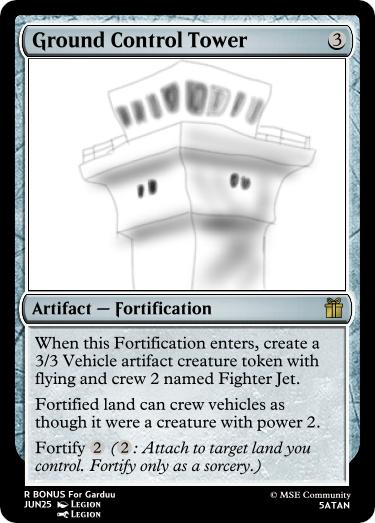 Ground Control Tower
3
Artifact — Fortification
When this Fortification enters, create a
3/3 Vehicle artifact creature token with
flying and crew 2 named Fighter Jet.
Fortified land can crew vehicles as
though it were a creature with power 2.
Fortify 2 (2: Attach to target land you
control. Fortify only as a sorcery.)
R BONUS For Garduu
JUN25 LEGION
LEGION
© MSE Community
5ATAN